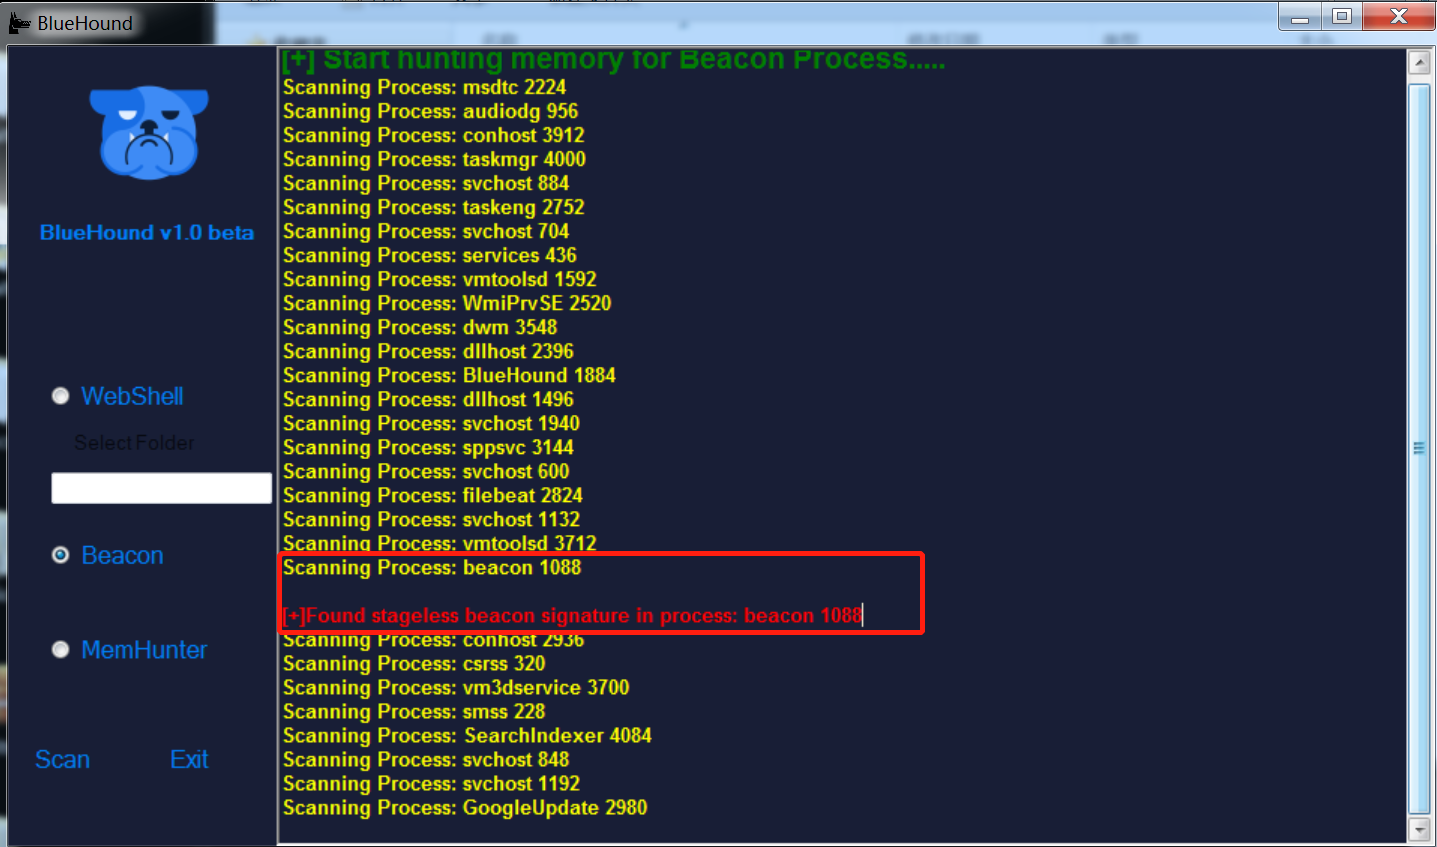 BlueHound
[+] Start hunting memory for Beacon Process.....
Scanning Process: msdtc 2224
Scanning Process: audiodg 956
Scanning Process: conhost 3912
Scanning Process: taskmgr 4000
Scanning Process: svchost 884
Scanning Process: taskeng 2752
Scanning Process: svchost 704
Scanning Process: services 436
Scanning Process: vmtoolsd 1592
Scanning Process: WmiPrvSE 2520
Scanning Process: dwm 3548
Scanning Process: dllhost 2396
Scanning Process: BlueHound 1884
Scanning Process: dllhost 1496
Scanning Process: svchost 1940
Scanning Process: sppsvc 3144
Scanning Process: svchost 600
Scanning Process: filebeat 2824
Scanning Process: svchost 1132
Scanning Process: vmtoolsd 3712
Scanning Process: beacon 1088
[+]Found stageless beacon signature in process: beacon 1088
Scanning Process: conhost 2936
Scanning Process: csrss 320
Scanning Process: vm3dservice 3700
Scanning Process: smss 228
Scanning Process: SearchIndexer 4084
Scanning Process: svchost 848
Scanning Process: svchost 1192
Scanning Process: GoogleUpdate 2980
BlueHound v1.0 beta
WebShell
Select Folder
Beacon
MemHunter
Scan
Exit